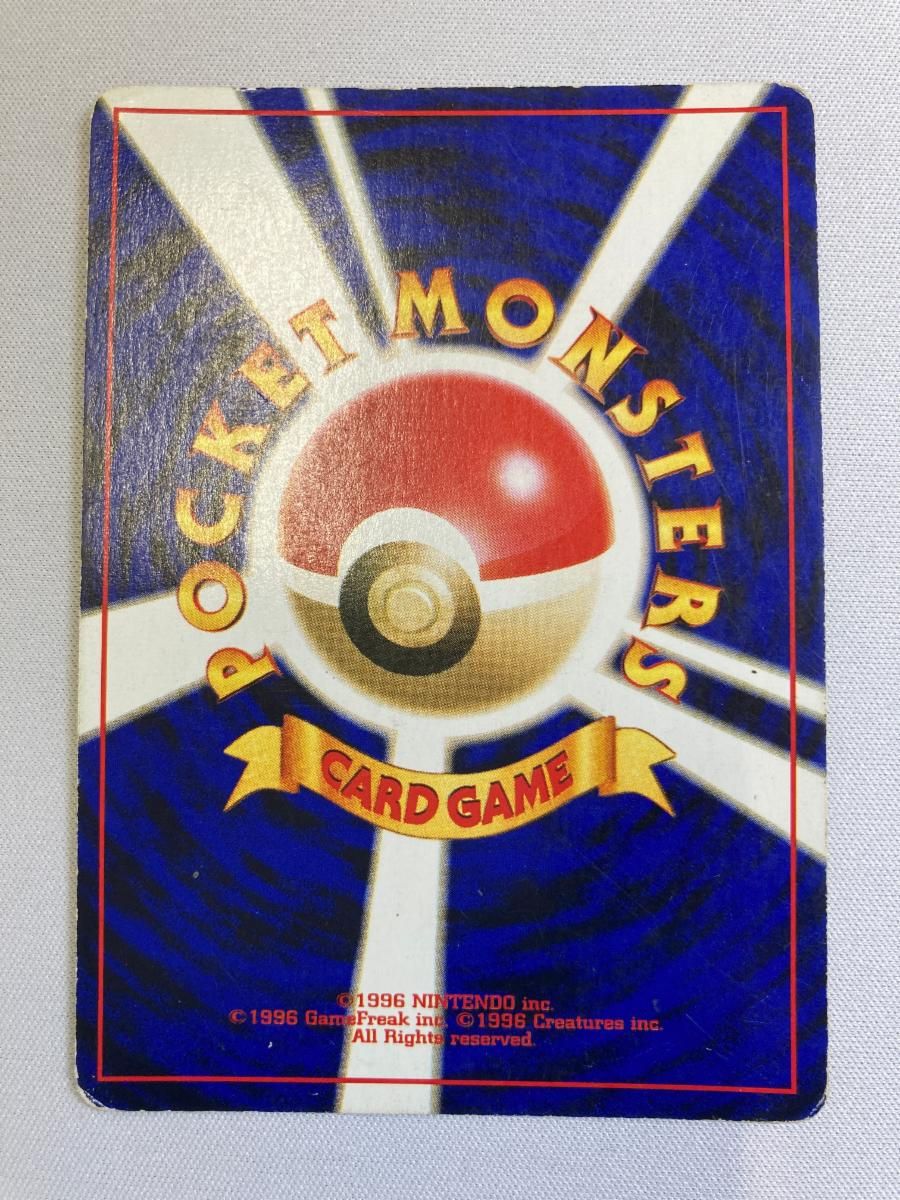 POCKET MONSTERS
CARD GAME
©1996 NINTENDO inc.
©1996 GameFreak inc. ©1996 Creatures inc.
All Rights reserved.